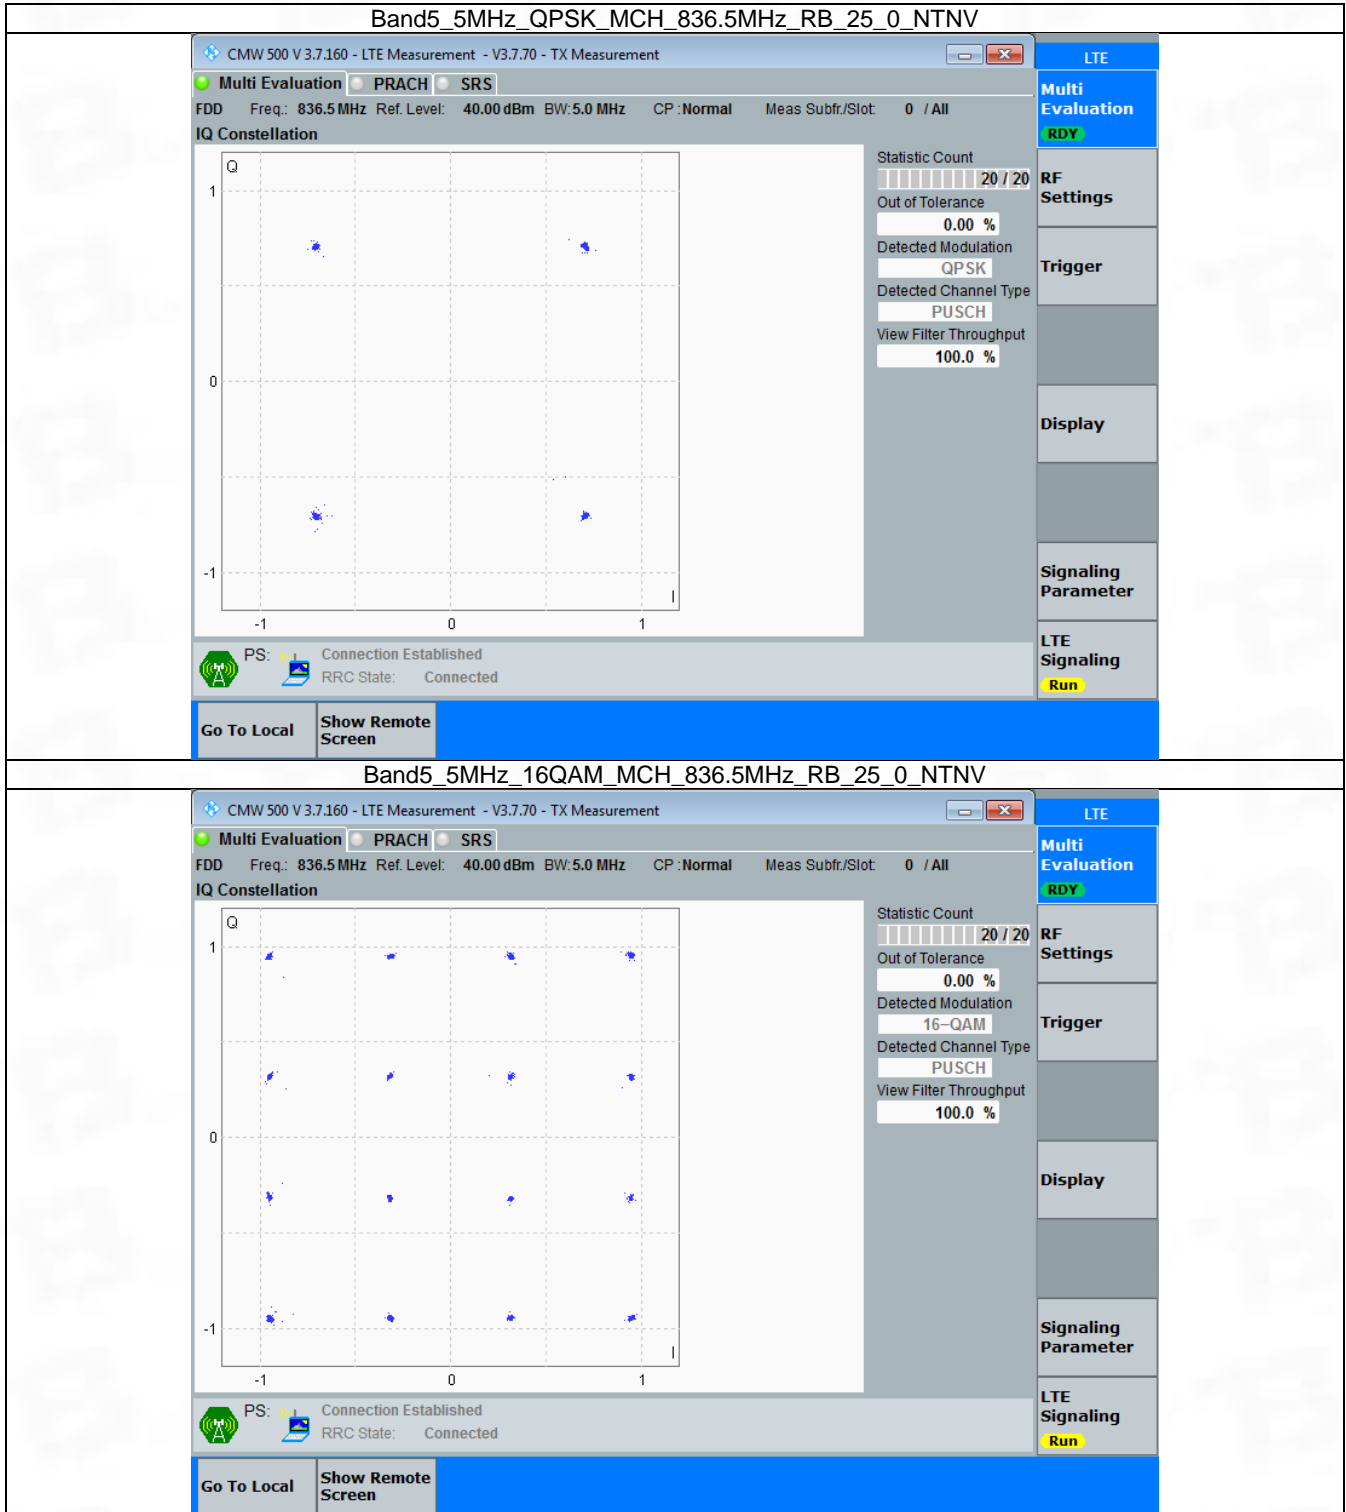 Band5_5MHz_QPSK_MCH_836.5MHz_RB_25_0_NTNV
CMW 500 V 3.7.160 - LTE Measurement - V3.7.70 - TX Measurement
LTE
Multi Evaluation PRACH SRS
Multi
Evaluation
RDY
FDD Freq.: 836.5 MHz Ref. Level: 40.00 dBm BW: 5.0 MHz CP : Normal Meas Subfr./Slot: 0 / All
IQ Constellation
Q
1
0
-1
I
-1 0 1
Statistic Count
20 / 20
Out of Tolerance
0.00 %
Detected Modulation
QPSK
Detected Channel Type
PUSCH
View Filter Throughput
100.0 %
RF
Settings
Trigger
Display
Signaling
Parameter
LTE
Signaling
Run
PS: Connection Established
RRC State: Connected
Go To Local
Show Remote
Screen
Band5_5MHz_16QAM_MCH_836.5MHz_RB_25_0_NTNV
CMW 500 V 3.7.160 - LTE Measurement - V3.7.70 - TX Measurement
LTE
Multi Evaluation PRACH SRS
Multi
Evaluation
RDY
FDD Freq.: 836.5 MHz Ref. Level: 40.00 dBm BW: 5.0 MHz CP : Normal Meas Subfr./Slot: 0 / All
IQ Constellation
Q
1
0
-1
I
-1 0 1
Statistic Count
20 / 20
Out of Tolerance
0.00 %
Detected Modulation
16-QAM
Detected Channel Type
PUSCH
View Filter Throughput
100.0 %
RF
Settings
Trigger
Display
Signaling
Parameter
LTE
Signaling
Run
PS: Connection Established
RRC State: Connected
Go To Local
Show Remote
Screen